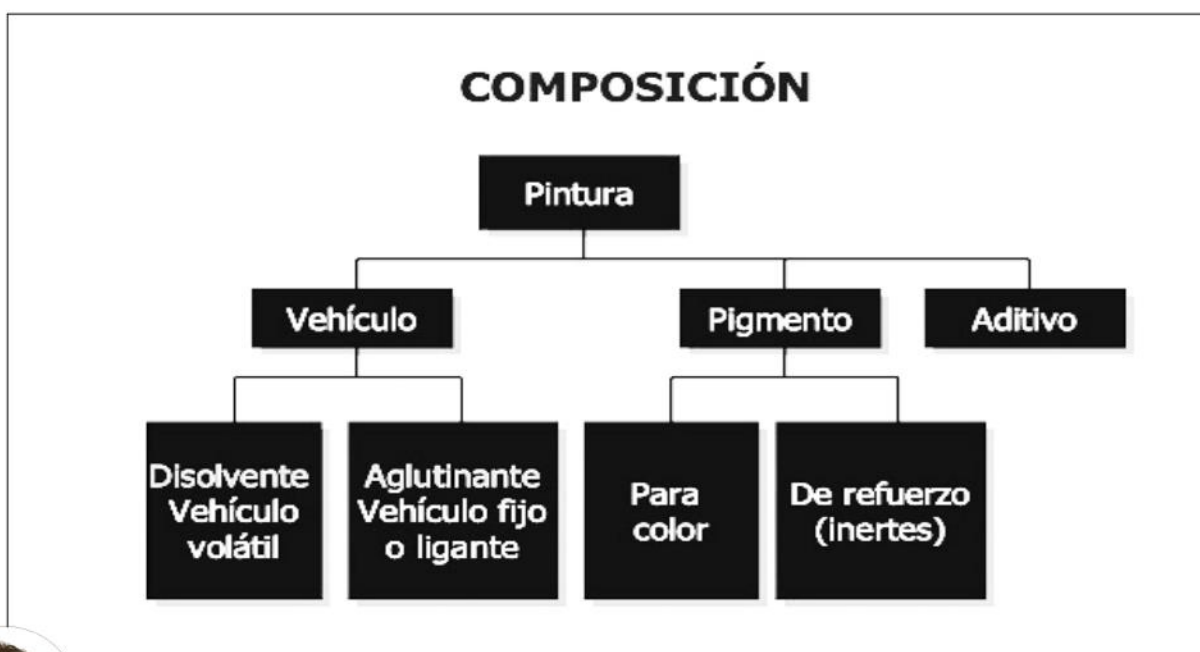 COMPOSICIÓN
Pintura
Vehículo
Pigmento
Aditivo
Disolvente
Vehículo
volátil
Aglutinante
Vehículo fijo
o ligante
Para
color
De refuerzo
(inertes)